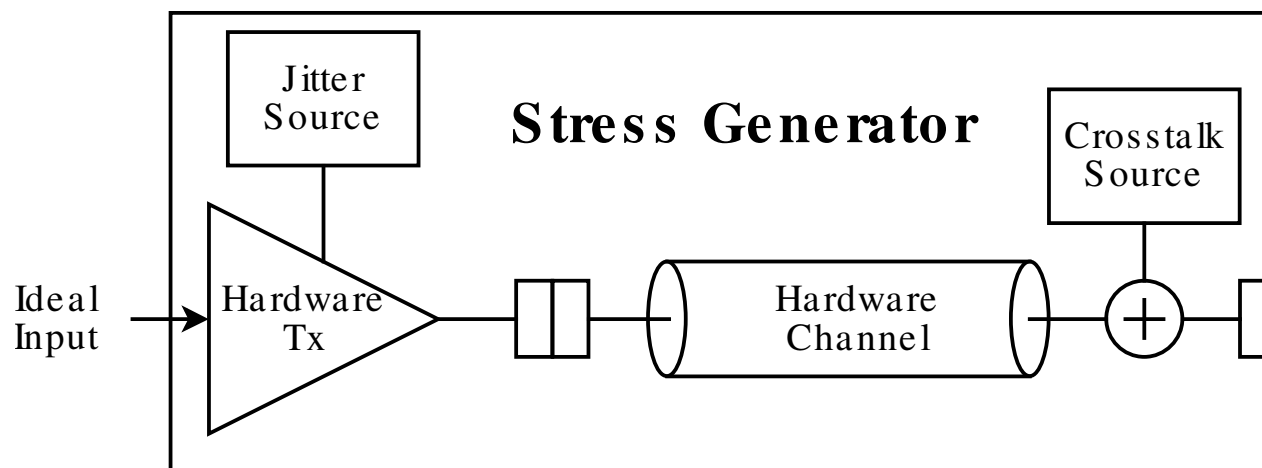 Jitter
Source
Stress Generator
Crosstalk
Source
Ideal
Input
Hardware
Tx
Hardware
Channel